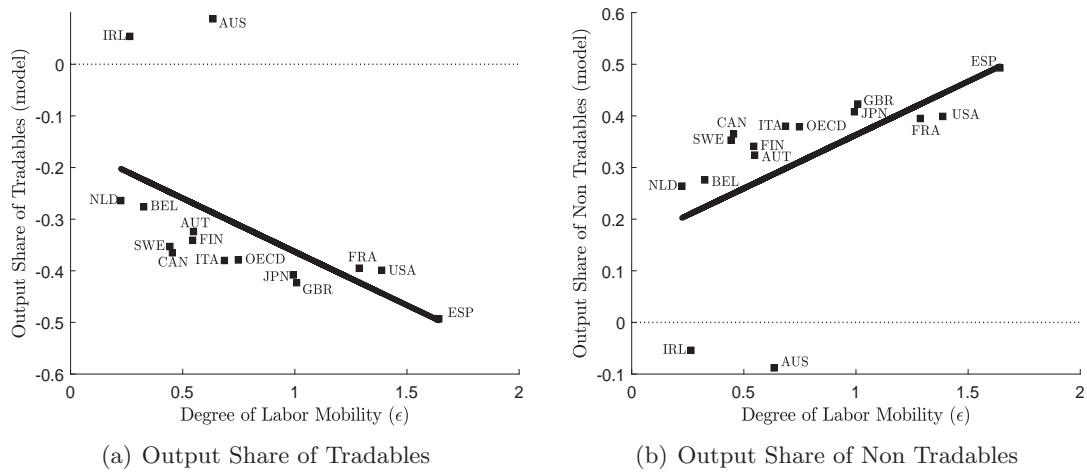 Output Share of Tradables (model)
0
-0.1
-0.2
-0.3
-0.4
-0.5
-0.6
IRL
AUS
NLD
BEL
AUT
SWE
FIN
CAN
ITA
OECD
JPN
GBR
FRA
USA
ESP
0 0.5 1 1.5 2
Degree of Labor Mobility (ϵ)
(a) Output Share of Tradables
Output Share of Non Tradables (model)
0.6
0.5
0.4
0.3
0.2
0.1
0
-0.1
ESP
GBR
JPN
USA
FRA
CAN
ITA
OECD
SWE
FIN
AUT
NLD
BEL
IRL
AUS
0 0.5 1 1.5 2
Degree of Labor Mobility (ϵ)
(b) Output Share of Non Tradables